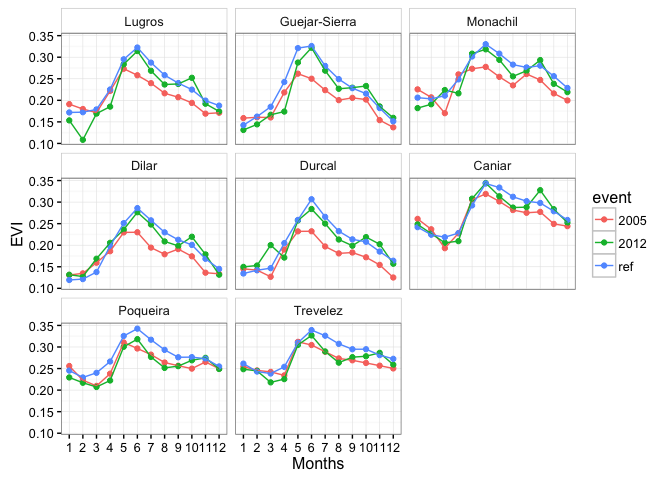 Lugros Guejar-Sierra Monachil
0.35
0.30
0.25
0.20
0.15
0.10
Dilar Durcal Caniar
0.35
0.30
0.25
0.20
0.15
0.10
EVI
event
2005
2012
ref
Poqueira Trevelez
0.35
0.30
0.25
0.20
0.15
0.10
1 2 3 4 5 6 7 8 9 10 11 12 1 2 3 4 5 6 7 8 9 10 11 12
Months